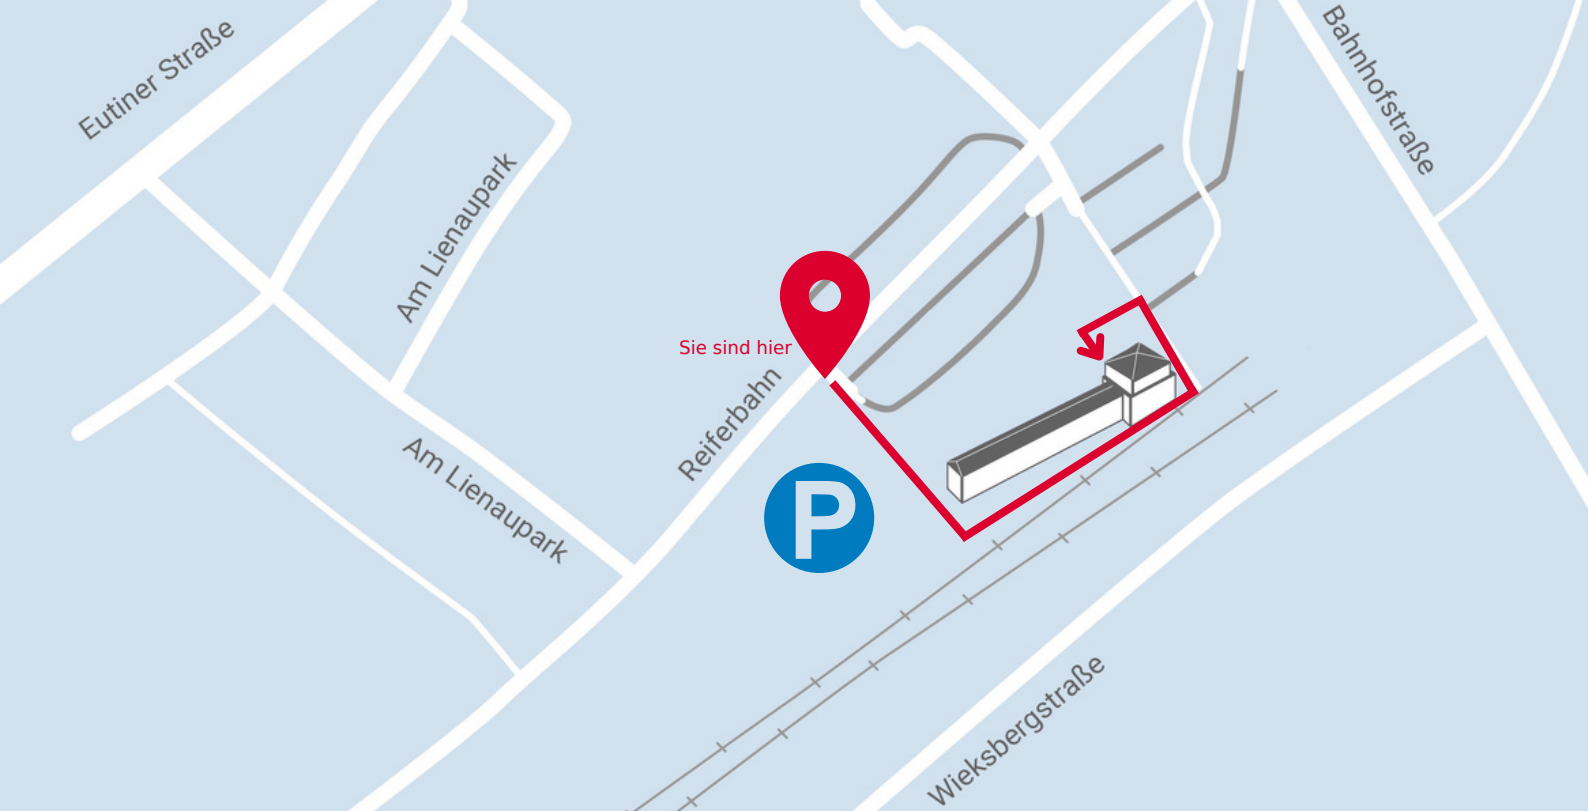 Eutiner Straße
Bahnhofstraße
Am Lienaupark
Sie sind hier
Reiferbahn
Am Lienaupark
P
Wieksbergstraße